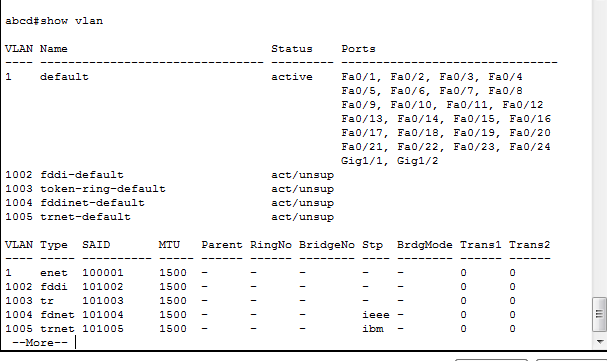 abcd#show vlan
VLAN Name                             Status    Ports
---- -------------------------------- --------- -------------------------------
1    default                          active    Fa0/1, Fa0/2, Fa0/3, Fa0/4
                                                Fa0/5, Fa0/6, Fa0/7, Fa0/8
                                                Fa0/9, Fa0/10, Fa0/11, Fa0/12
                                                Fa0/13, Fa0/14, Fa0/15, Fa0/16
                                                Fa0/17, Fa0/18, Fa0/19, Fa0/20
                                                Fa0/21, Fa0/22, Fa0/23, Fa0/24
                                                Gig1/1, Gig1/2
1002 fddi-default                     act/unsup
1003 token-ring-default               act/unsup
1004 fddinet-default                  act/unsup
1005 trnet-default                    act/unsup
VLAN Type  SAID       MTU   Parent RingNo BridgeNo Stp  BrdgMode Trans1 Trans2
---- ----- ---------- ----- ------ ------ -------- ---- -------- ------ ------
1    enet  100001     1500  -      -      -        -    -        0      0
1002 fddi  101002     1500  -      -      -        -    -        0      0
1003 tr    101003     1500  -      -      -        -    -        0      0
1004 fdnet 101004     1500  -      -      -        ieee -        0      0
1005 trnet 101005     1500  -      -      -        ibm  -        0      0
 --More--